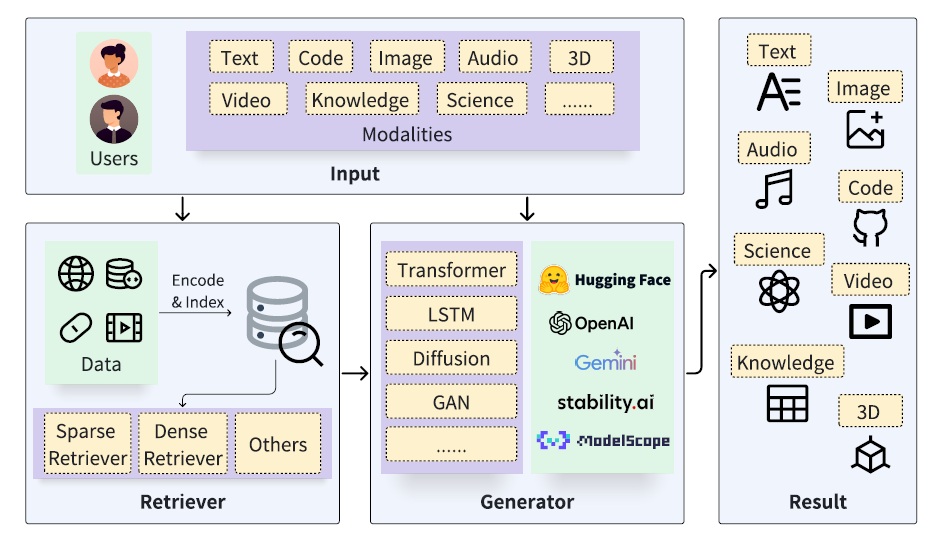 Users
Text Code Image Audio 3D
Video Knowledge Science ......
Modalities
Input
Data
Encode
& Index
Sparse
Retriever
Dense
Retriever
Others
Retriever
Transformer
LSTM
Diffusion
GAN
......
Hugging Face
OpenAI
Gemini
stability.ai
ModelScope
Generator
Text
Image
Audio
Code
Science
Video
Knowledge
3D
Result